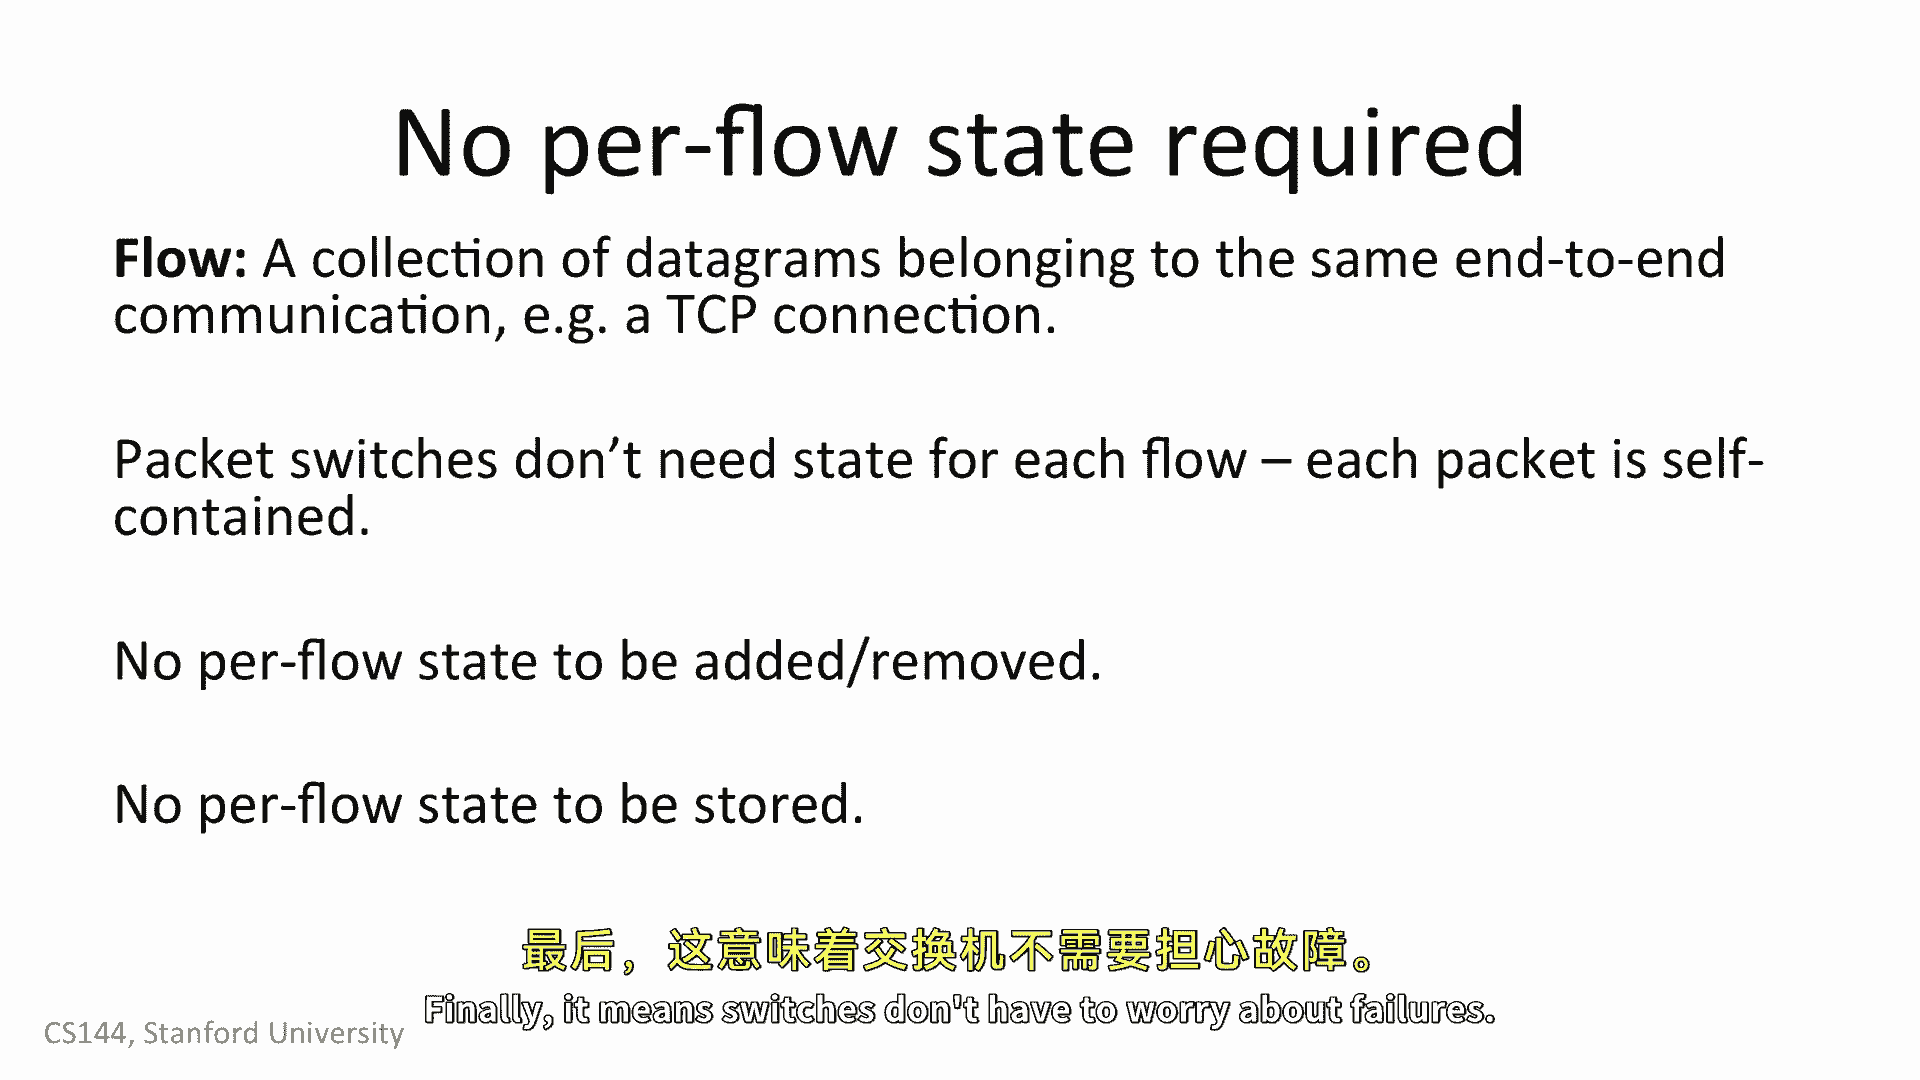 No per-flow state required
Flow: A collection of datagrams belonging to the same end-to-end
communication, e.g. a TCP connection.
Packet switches don’t need state for each flow – each packet is self-
contained.
No per-flow state to be added/removed.
No per-flow state to be stored.
最后，这意味着交换机不需要担心故障。
Finally, it means switches don't have to worry about failures.
CS144, Stanford University